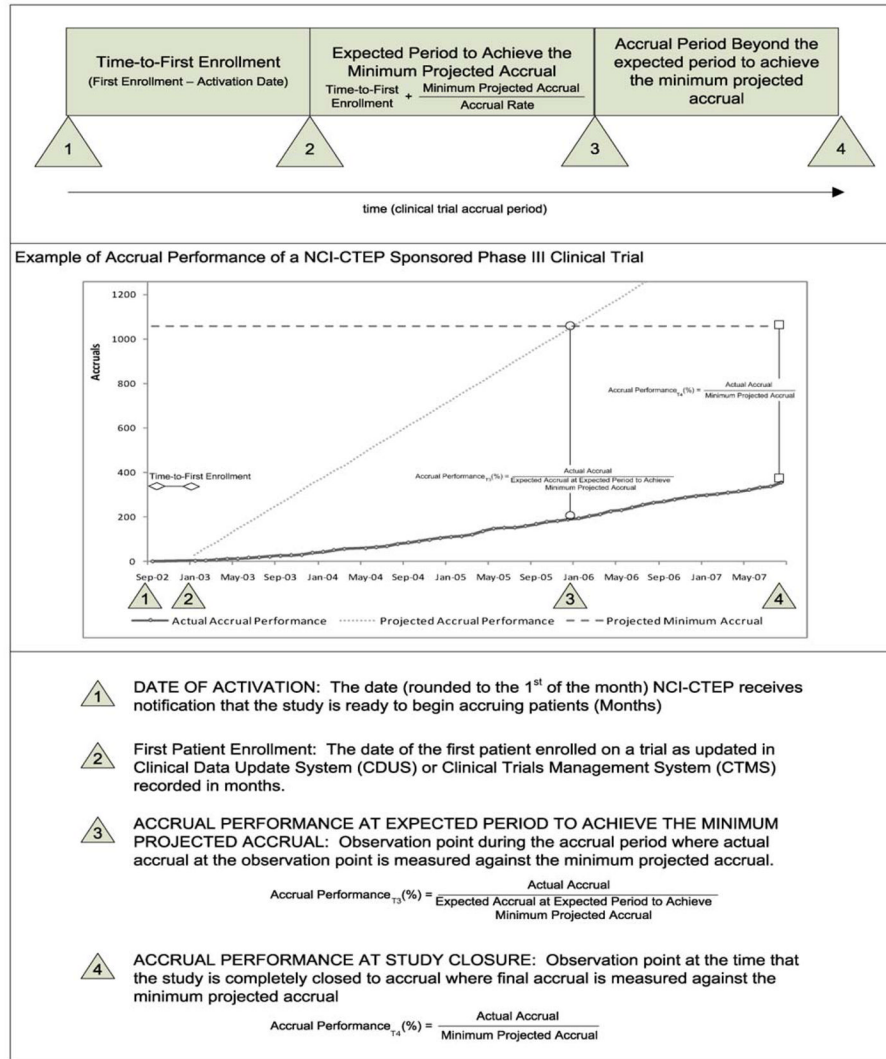 Time-to-First Enrollment
(First Enrollment – Activation Date)
Expected Period to Achieve the
Minimum Projected Accrual
Time-to-First Enrollment + Minimum Projected Accrual / Accrual Rate
Accrual Period Beyond the
expected period to achieve
the minimum projected
accrual
1
2
3
4
time (clinical trial accrual period)
Example of Accrual Performance of a NCI-CTEP Sponsored Phase III Clinical Trial
Accruals
1200
1000
800
600
400
200
0
Accrual Performance T4(%) = Actual Accrual / Minimum Projected Accrual
Time-to-First Enrollment
Accrual Performance T3(%) = Actual Accrual / Expected Accrual at Expected Period to Achieve
Minimum Projected Accrual
Sep-02 Jan-03 May-03 Sep-03 Jan-04 May-04 Sep-04 Jan-05 May-05 Sep-05 Jan-06 May-06 Sep-06 Jan-07 May-07
1
2
3
4
Actual Accrual Performance Projected Accrual Performance Projected Minimum Accrual
1 DATE OF ACTIVATION: The date (rounded to the 1st of the month) NCI-CTEP receives
notification that the study is ready to begin accruing patients (Months)
2 First Patient Enrollment: The date of the first patient enrolled on a trial as updated in
Clinical Data Update System (CDUS) or Clinical Trials Management System (CTMS)
recorded in months.
3 ACCRUAL PERFORMANCE AT EXPECTED PERIOD TO ACHIEVE THE MINIMUM
PROJECTED ACCRUAL: Observation point during the accrual period where actual
accrual at the observation point is measured against the minimum projected accrual.
Accrual Performance T3(%) = Actual Accrual / Expected Accrual at Expected Period to Achieve
Minimum Projected Accrual
4 ACCRUAL PERFORMANCE AT STUDY CLOSURE: Observation point at the time that
the study is completely closed to accrual where final accrual is measured against the
minimum projected accrual
Accrual Performance T4(%) = Actual Accrual / Minimum Projected Accrual